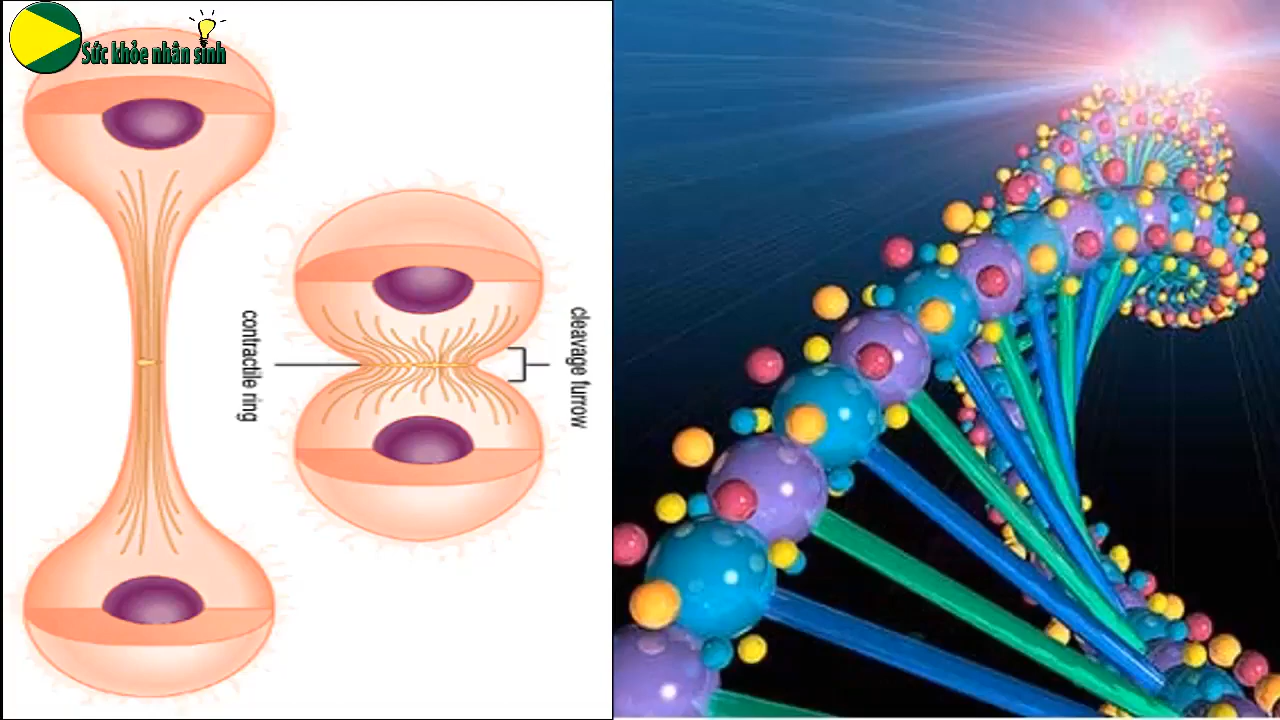 Sức khỏe nhân sinh
contractile ring
cleavage furrow